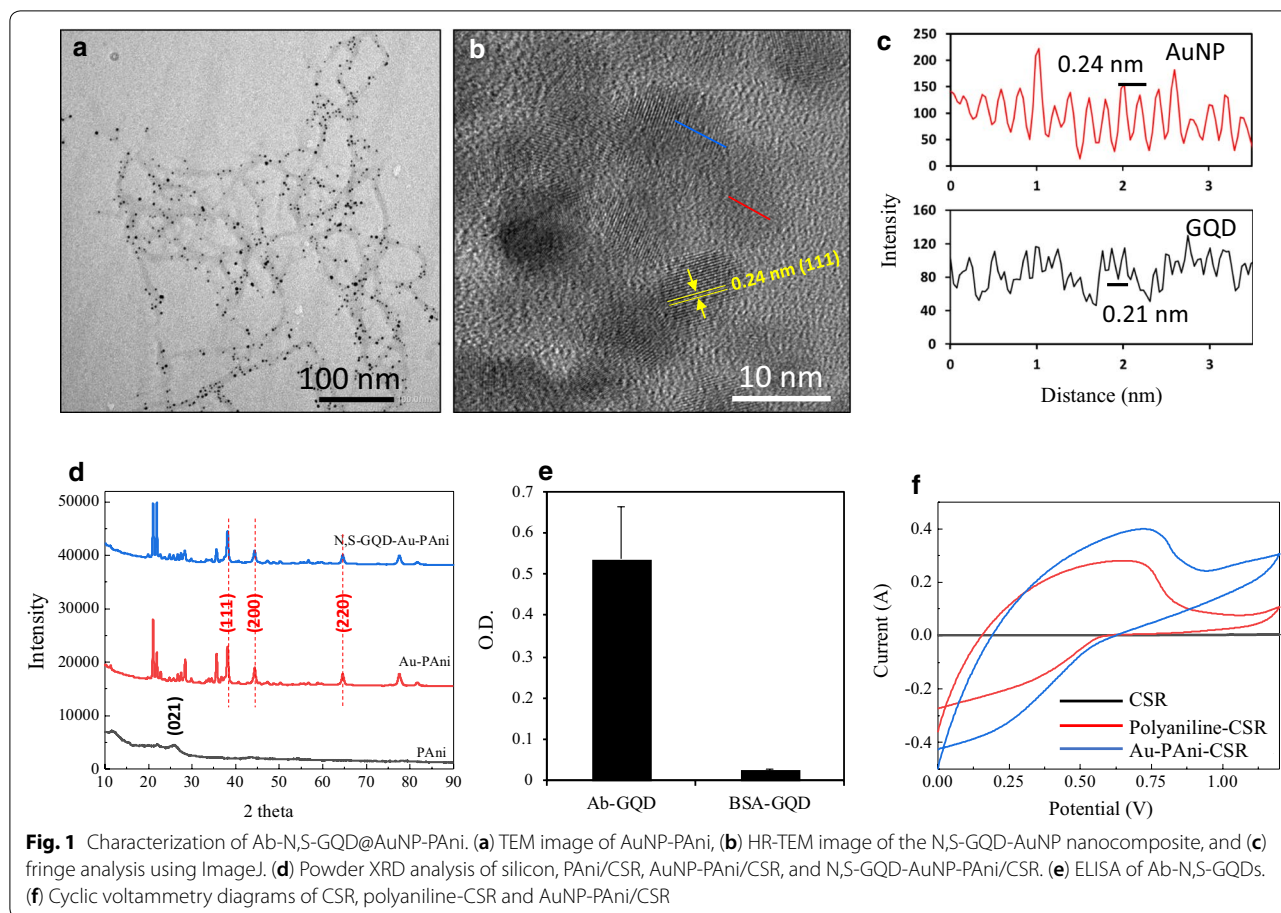 a
100 nm
b
0.24 nm (111)
10 nm
c
250
200
150
100
50
0
AuNP
0.24 nm
0 1 2 3
Intensity
160
120
80
40
0
GQD
0.21 nm
0 1 2 3
Distance (nm)
d
50000
40000
30000
20000
10000
0
Intensity
N,S-GQD-Au-PAni
(111)
(200)
(220)
Au-PAni
(021)
PAni
10 20 30 40 50 60 70 80 90
2 theta
e
0.7
0.6
0.5
0.4
0.3
0.2
0.1
0
O.D.
Ab-GQD BSA-GQD
f
0.4
0.2
0.0
-0.2
-0.4
Current (A)
CSR
Polyaniline-CSR
Au-PAni-CSR
0.00 0.25 0.50 0.75 1.00
Potential (V)
Fig. 1 Characterization of Ab-N,S-GQD@AuNP-PAni. (a) TEM image of AuNP-PAni, (b) HR-TEM image of the N,S-GQD-AuNP nanocomposite, and (c)
fringe analysis using ImageJ. (d) Powder XRD analysis of silicon, PAni/CSR, AuNP-PAni/CSR, and N,S-GQD-AuNP-PAni/CSR. (e) ELISA of Ab-N,S-GQDs.
(f) Cyclic voltammetry diagrams of CSR, polyaniline-CSR and AuNP-PAni/CSR